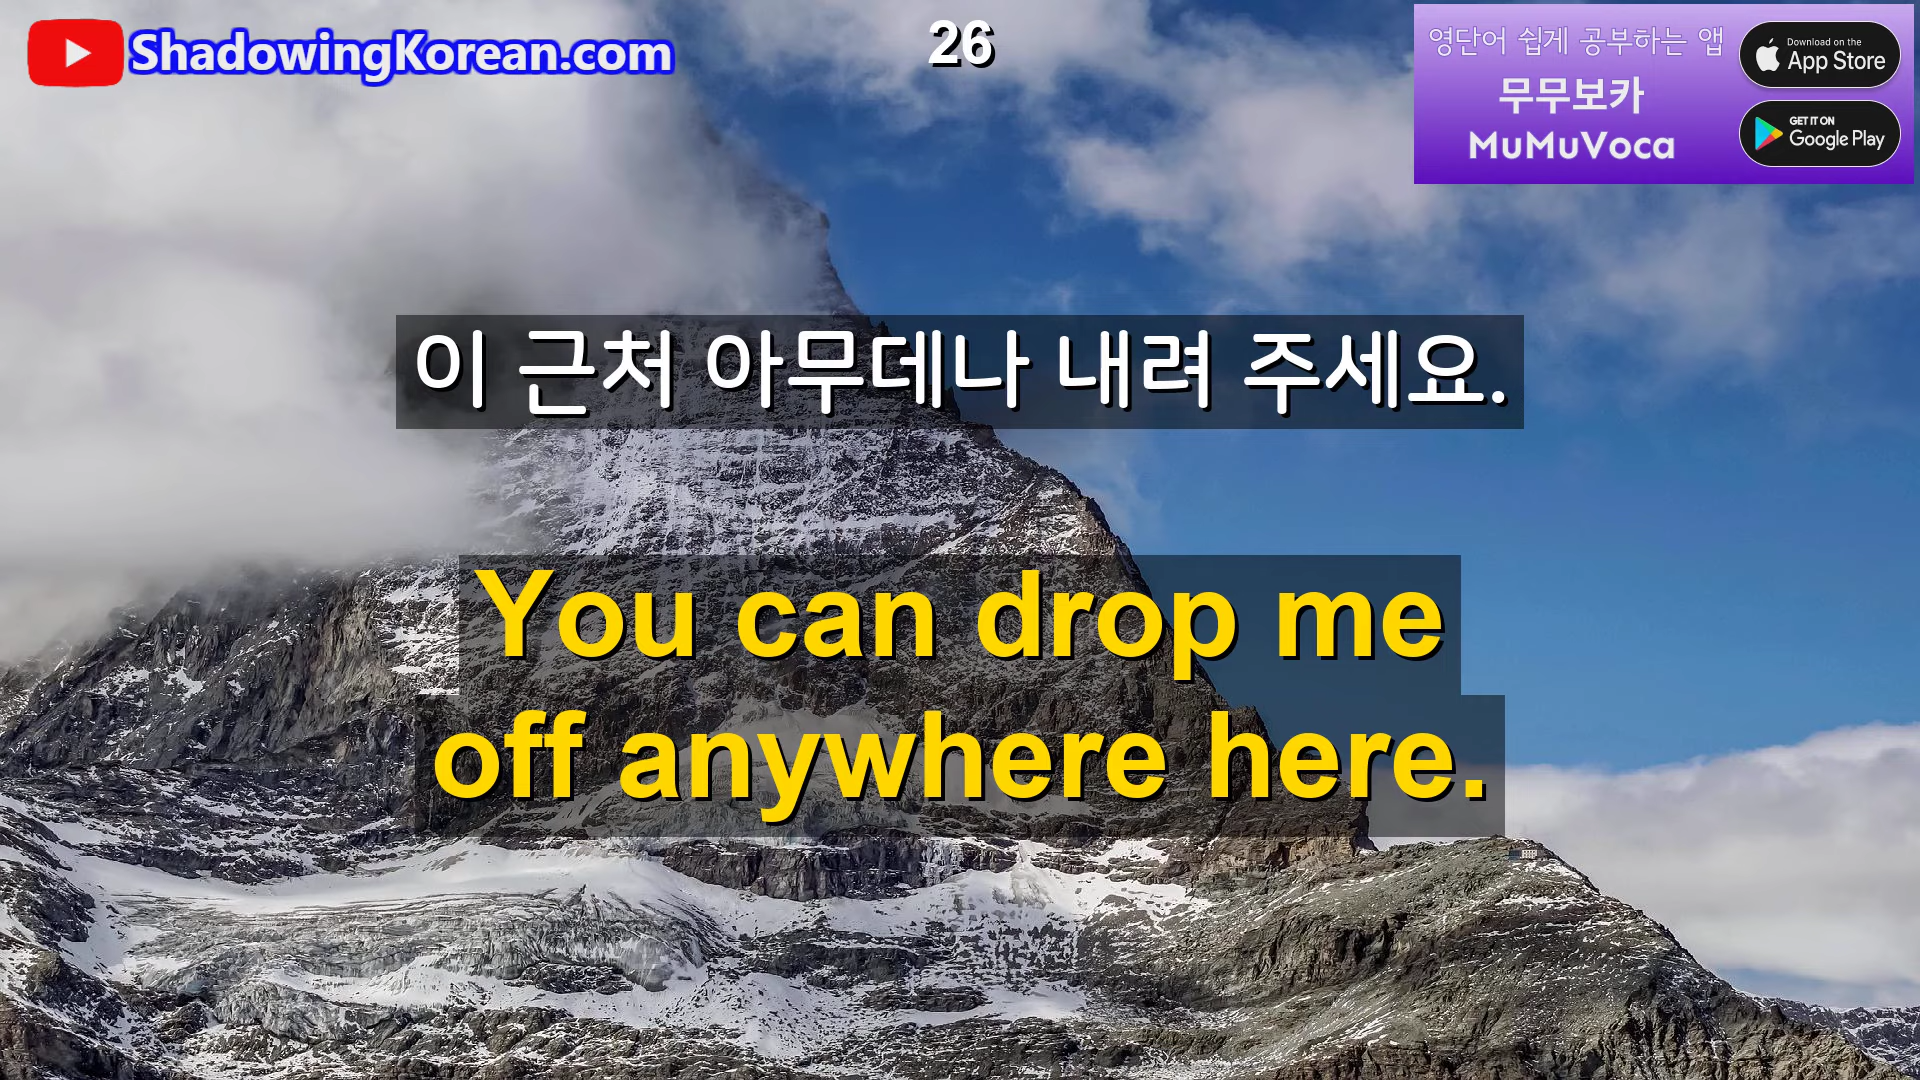 ShadowingKorean.com
26
영단어 쉽게 공부하는 앱
무무보카
MuMuVoca
Download on the
App Store
GET IT ON
Google Play
이 근처 아무데나 내려 주세요.
You can drop me
off anywhere here.